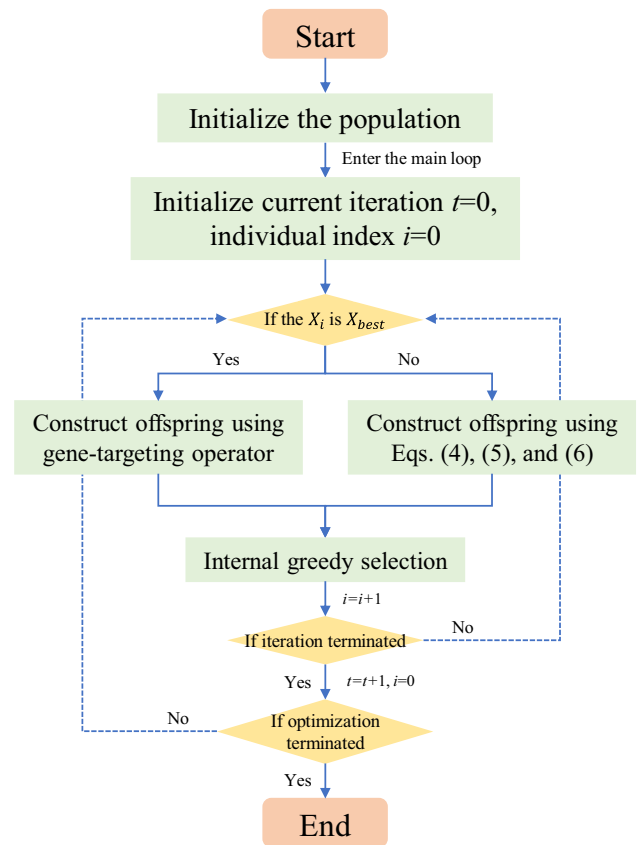 Start
Initialize the population
Enter the main loop
Initialize current iteration t=0,
individual index i=0
If the X_i is X_best
Yes
No
Construct offspring using
gene-targeting operator
Construct offspring using
Eqs. (4), (5), and (6)
Internal greedy selection
i=i+1
If iteration terminated
No
Yes
t=t+1, i=0
No
If optimization
terminated
Yes
End